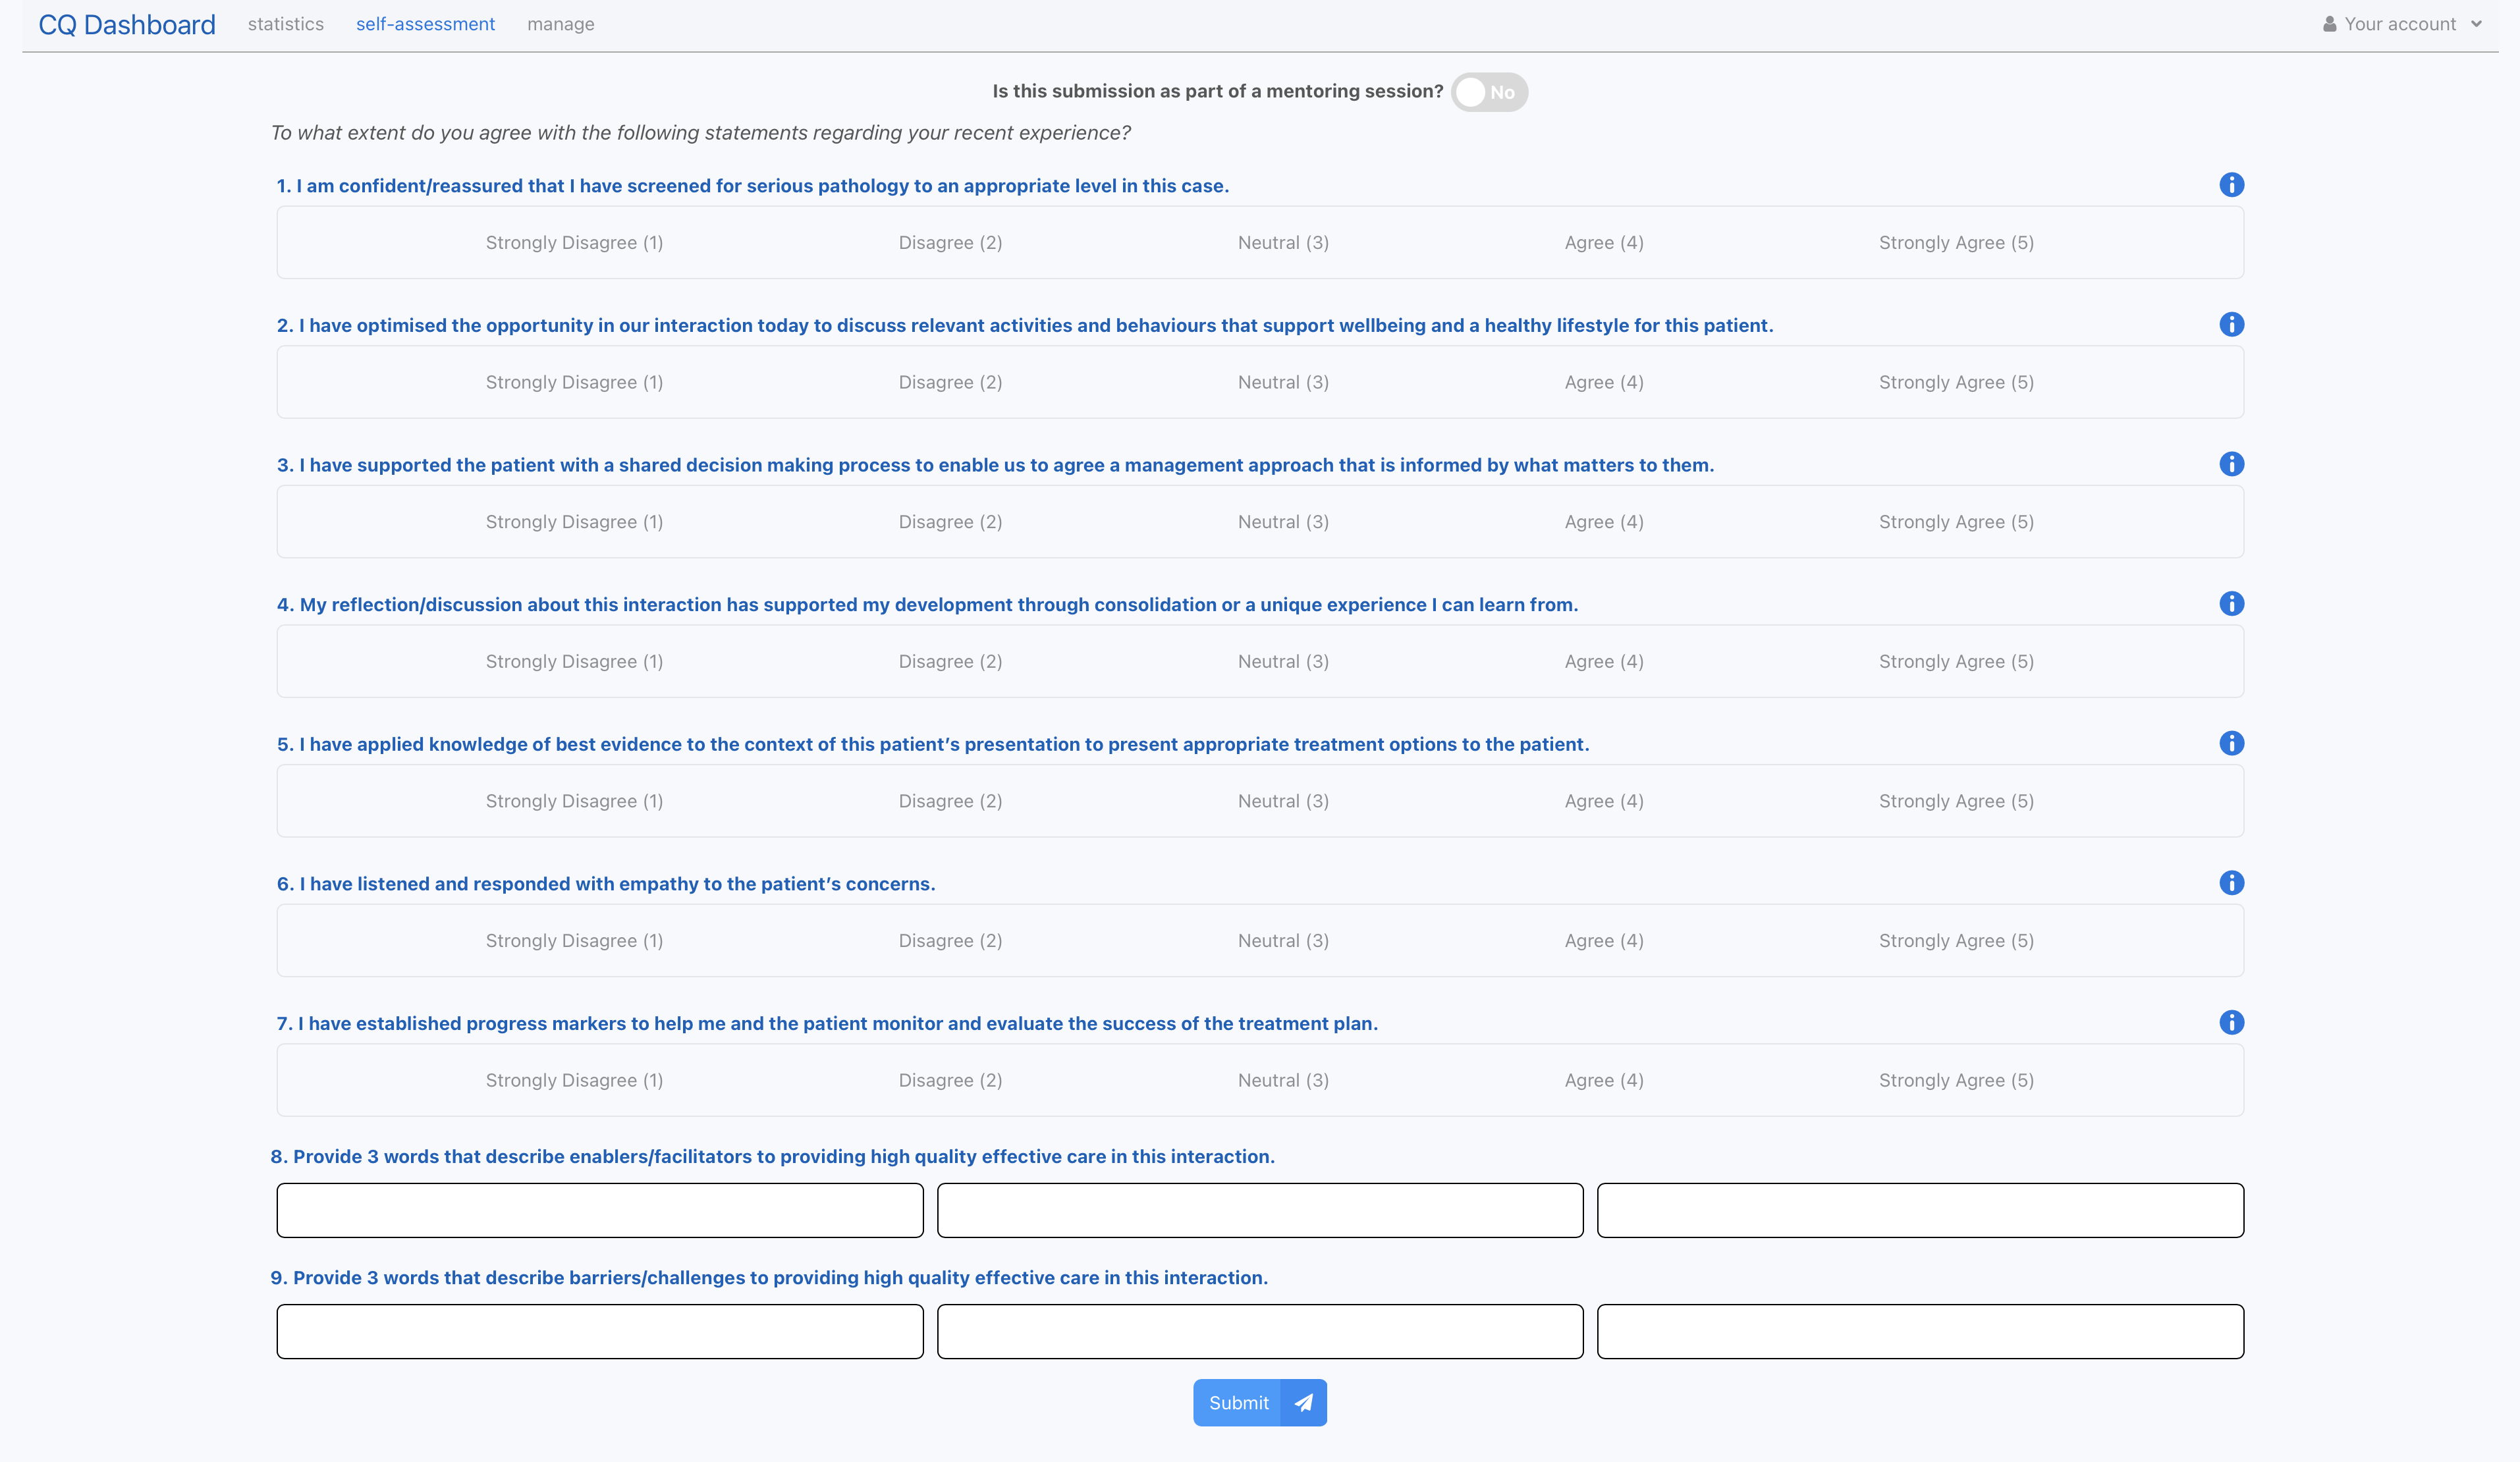 CQ Dashboard statistics self-assessment manage Your account
Is this submission as part of a mentoring session? No
To what extent do you agree with the following statements regarding your recent experience?
1. I am confident/reassured that I have screened for serious pathology to an appropriate level in this case.
Strongly Disagree (1) Disagree (2) Neutral (3) Agree (4) Strongly Agree (5)
2. I have optimised the opportunity in our interaction today to discuss relevant activities and behaviours that support wellbeing and a healthy lifestyle for this patient.
Strongly Disagree (1) Disagree (2) Neutral (3) Agree (4) Strongly Agree (5)
3. I have supported the patient with a shared decision making process to enable us to agree a management approach that is informed by what matters to them.
Strongly Disagree (1) Disagree (2) Neutral (3) Agree (4) Strongly Agree (5)
4. My reflection/discussion about this interaction has supported my development through consolidation or a unique experience I can learn from.
Strongly Disagree (1) Disagree (2) Neutral (3) Agree (4) Strongly Agree (5)
5. I have applied knowledge of best evidence to the context of this patient’s presentation to present appropriate treatment options to the patient.
Strongly Disagree (1) Disagree (2) Neutral (3) Agree (4) Strongly Agree (5)
6. I have listened and responded with empathy to the patient’s concerns.
Strongly Disagree (1) Disagree (2) Neutral (3) Agree (4) Strongly Agree (5)
7. I have established progress markers to help me and the patient monitor and evaluate the success of the treatment plan.
Strongly Disagree (1) Disagree (2) Neutral (3) Agree (4) Strongly Agree (5)
8. Provide 3 words that describe enablers/facilitators to providing high quality effective care in this interaction.
9. Provide 3 words that describe barriers/challenges to providing high quality effective care in this interaction.
Submit